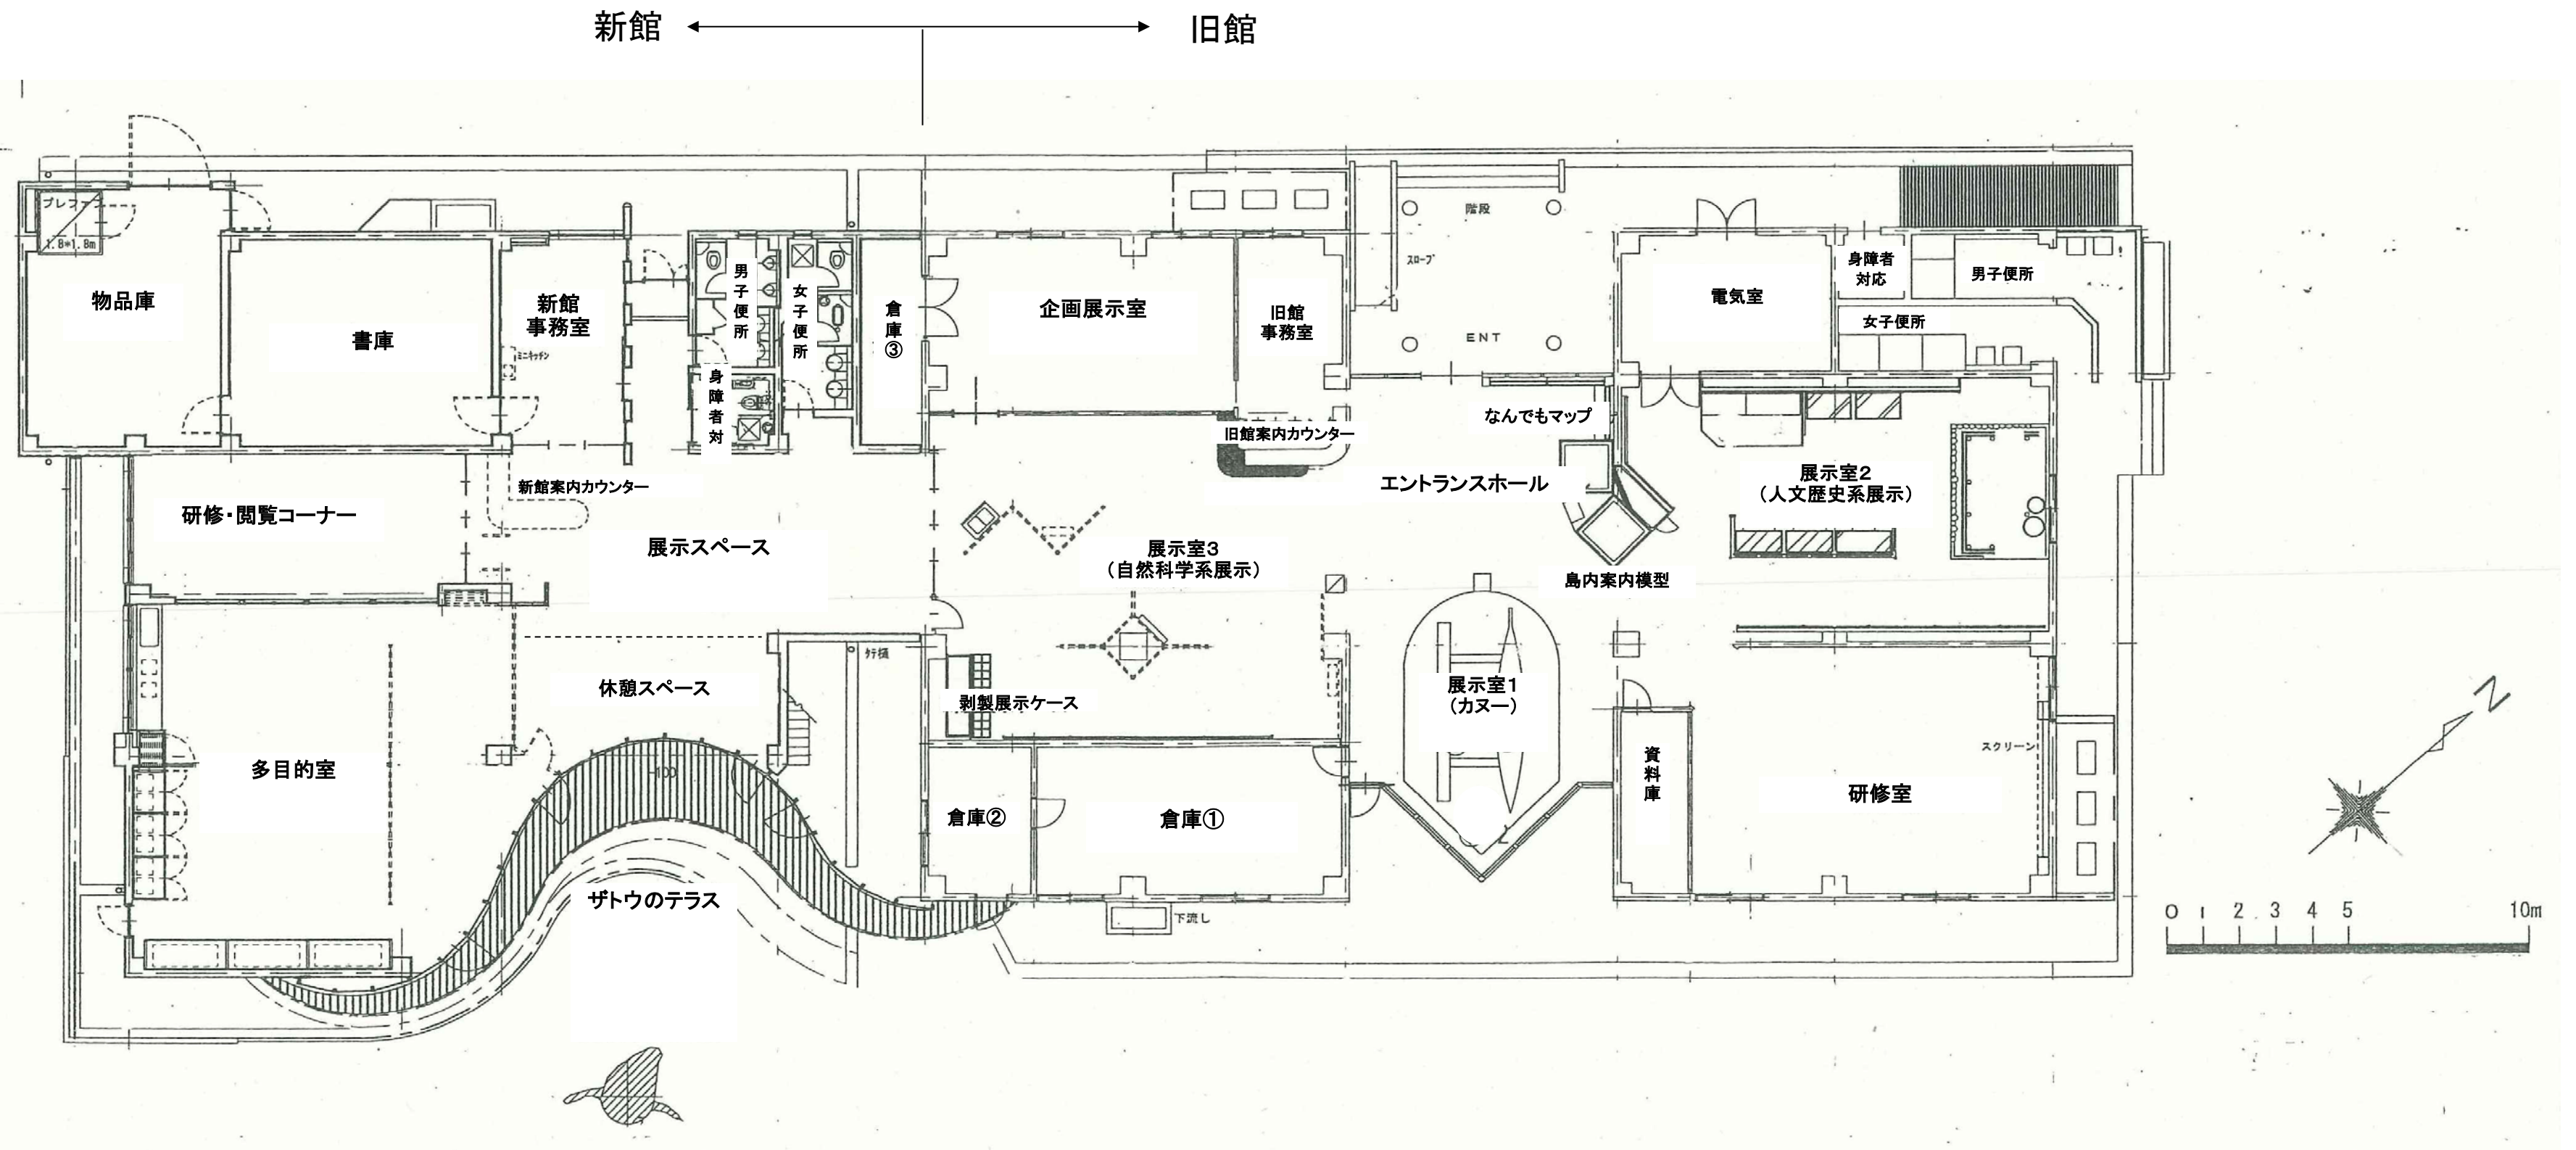 新館
旧館
プレファブ
1.8*1.8m
物品庫
書庫
新館
事務室
ミニキッチン
男子便所
女子便所
身障者対
倉庫③
企画展示室
旧館
事務室
階段
スロープ
ENT
電気室
身障者
対応
男子便所
女子便所
旧館案内カウンター
なんでもマップ
エントランスホール
展示室2
(人文歴史系展示)
新館案内カウンター
研修・閲覧コーナー
展示スペース
展示室3
(自然科学系展示)
島内案内模型
タテ樋
休憩スペース
剥製展示ケース
展示室1
(カヌー)
資料庫
スクリーン
研修室
N
多目的室
-100
倉庫②
倉庫①
ザトウのテラス
下流し
0 1 2 3 4 5 10m